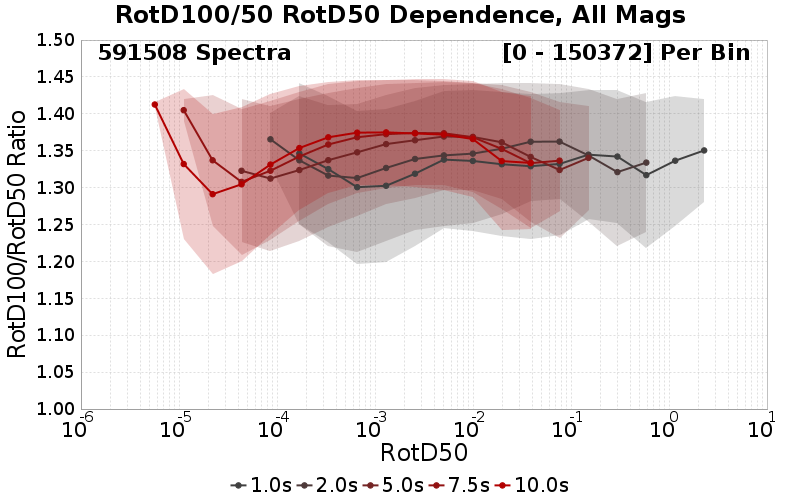 RotD100/50 RotD50 Dependence, All Mags
591508 Spectra
[0 - 150372] Per Bin
RotD100/RotD50 Ratio
1.50
1.45
1.40
1.35
1.30
1.25
1.20
1.15
1.10
1.05
1.00
10^-6 10^-5 10^-4 10^-3 10^-2 10^-1 10^0 10^1
RotD50
1.0s 2.0s 5.0s 7.5s 10.0s